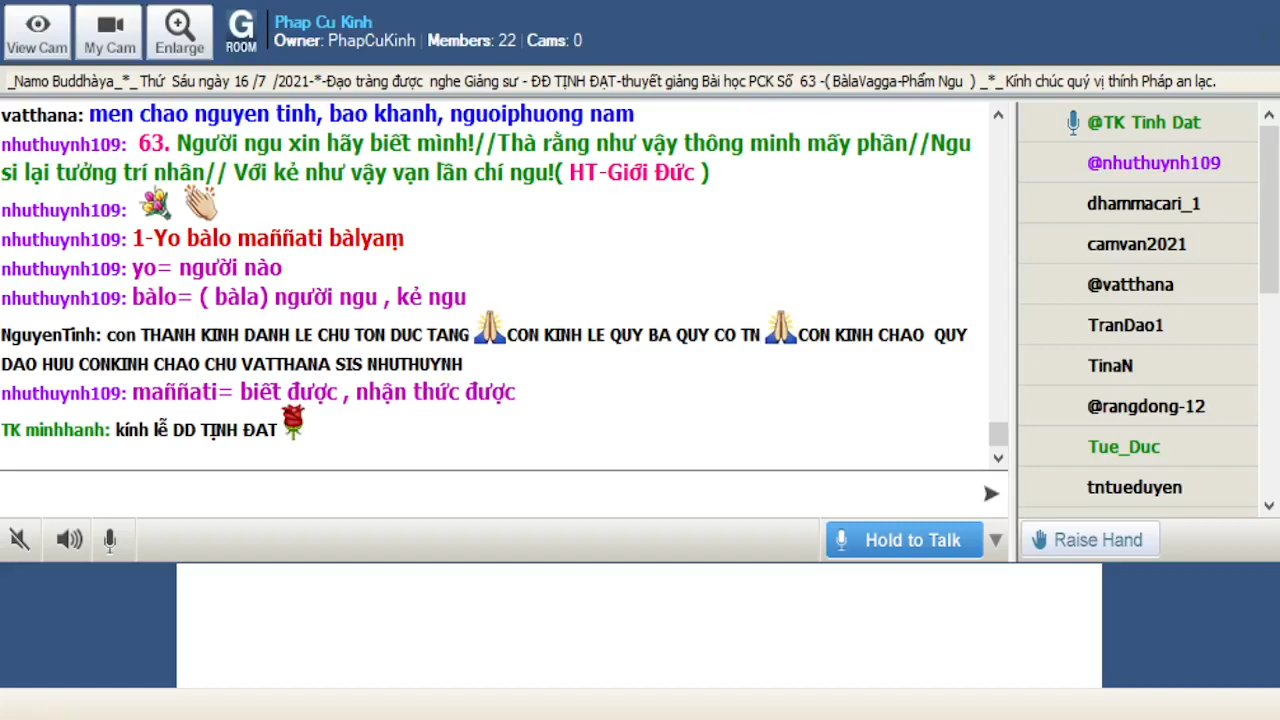 View Cam
My Cam
Enlarge
G
ROOM
Phap Cu Kinh
Owner: PhapCuKinh | Members: 22 | Cams: 0
_Namo Buddhàya_*_ Thứ Sáu ngày 16 /7 /2021-*-Đạo tràng được nghe Giảng sư - ĐĐ TỊNH ĐẠT-thuyết giảng Bài học PCK Số 63 -( BàlaVagga-Phẩm Ngu ) _*_ Kính chúc quý vị thính Pháp an lạc.
vatthana: men chao nguyen tinh, bao khanh, nguoiphuong nam
nhuthuynh109: 63. Người ngu xin hãy biết mình!//Thà rằng như vậy thông minh mấy phần//Ngu
si lại tưởng trí nhân// Với kẻ như vậy vạn lần chí ngu!( HT-Giới Đức )
nhuthuynh109:
nhuthuynh109: 1-Yo bàlo maññati bàlyaṃ
nhuthuynh109: yo= người nào
nhuthuynh109: bàlo= ( bàla) người ngu , kẻ ngu
NguyenTinh: con THANH KINH DANH LE CHU TON DUC TANG CON KINH LE QUY BA QUY CO TN CON KINH CHAO QUY
DAO HUU CONKINH CHAO CHU VATTHANA SIS NHUTHUYNH
nhuthuynh109: maññati= biết được , nhận thức được
TK minhhanh: kính lễ DD TỊNH ĐAT
@TK Tinh Dat
@nhuthuynh109
dhammacari_1
camvan2021
@vatthana
TranDao1
TinaN
@rangdong-12
Tue_Duc
tntueduyen
Hold to Talk
Raise Hand